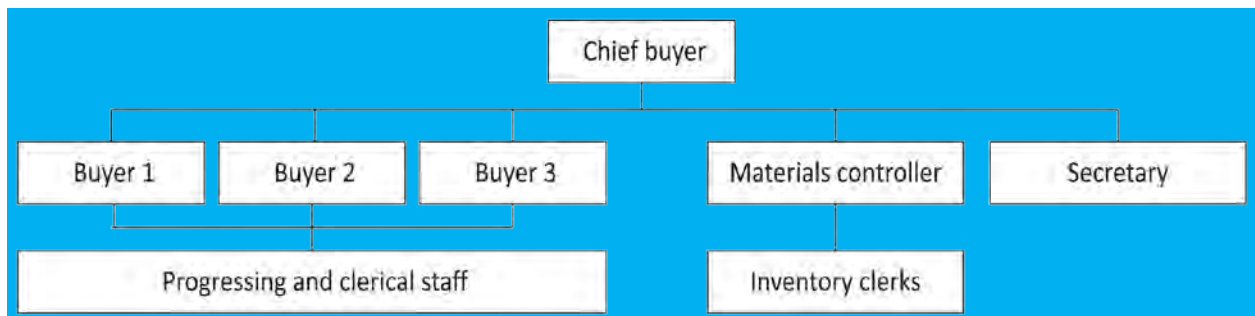 Chief buyer
Buyer 1
Buyer 2
Buyer 3
Materials controller
Secretary
Progressing and clerical staff
Inventory clerks